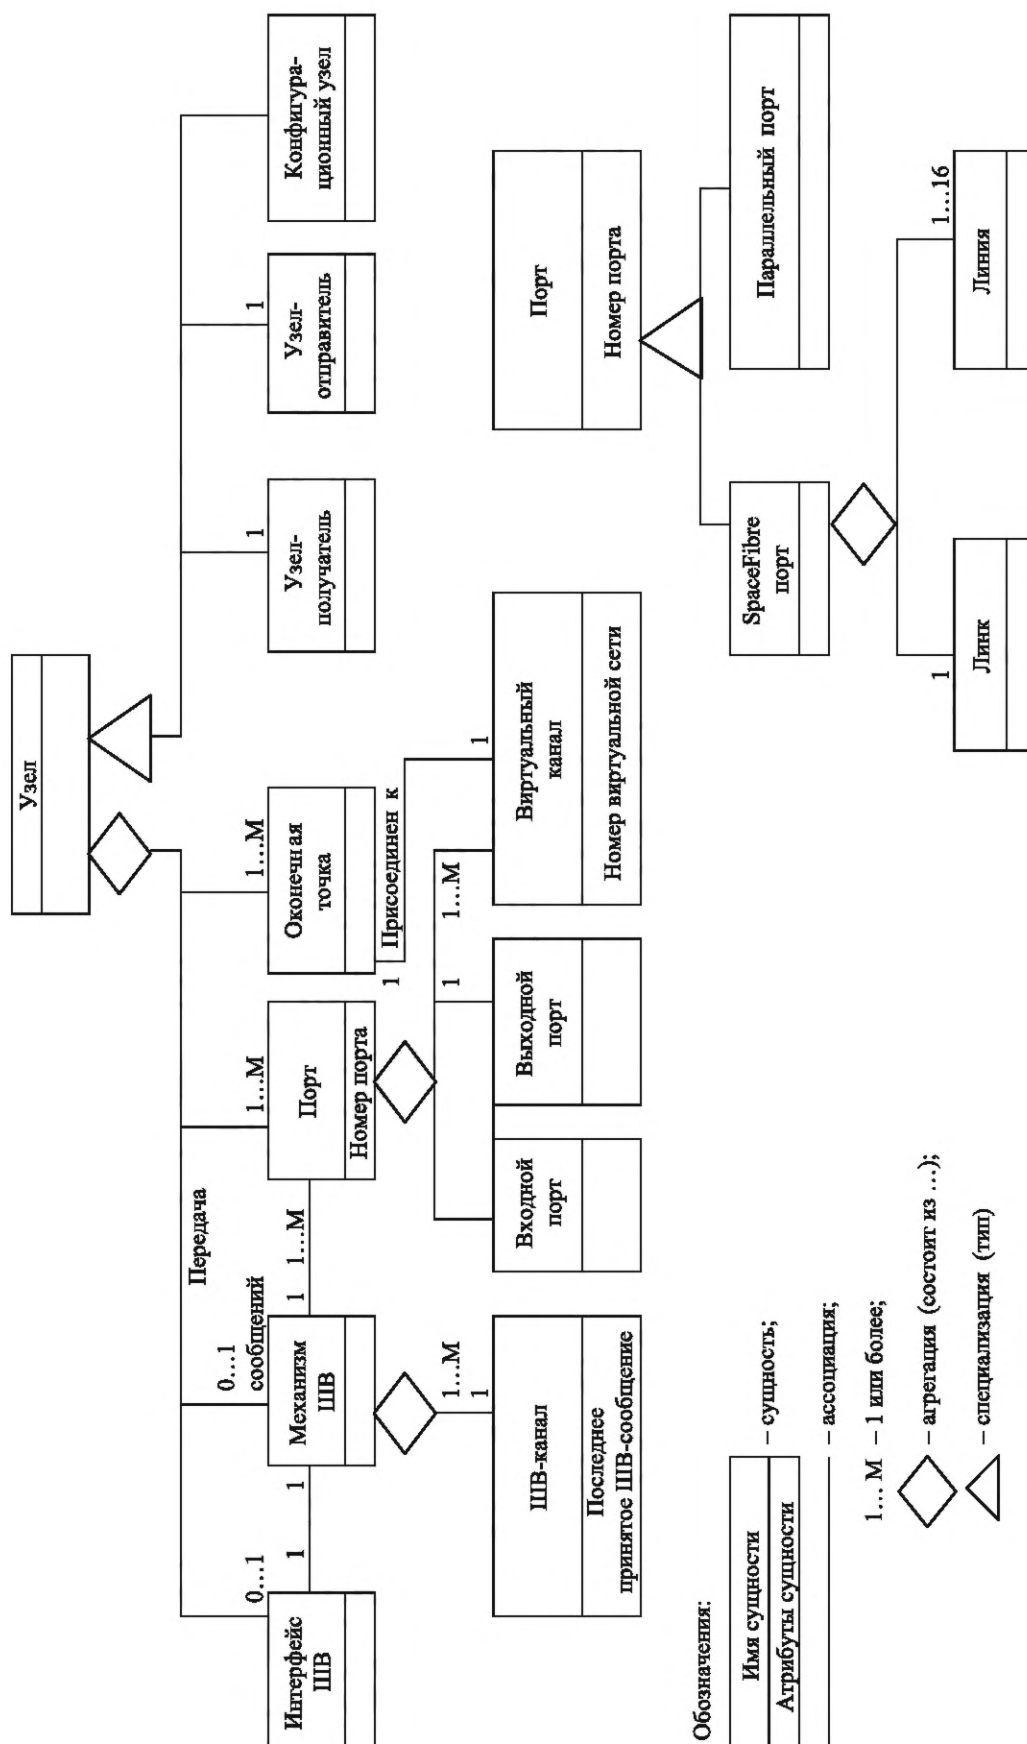 Узел
Интерфейс
ШВ
0...1
1
1
Механизм
ШВ
0...1
сообщений
Передача
1
1...М
Порт
Номер порта
1...М
Оконечная
точка
1...М
Узел-
получатель
1
Узел-
отправитель
1
Конфигура-
ционный узел
1
Присоединен к
1
1...М
1
ШВ-канал
Последнее
принятое ШВ-сообщение
Входной
порт
1
Выходной
порт
1...М
Виртуальный
канал
Номер виртуальной сети
Порт
Номер порта
SpaceFibre
порт
Параллельный порт
1
Линк
1...16
Линия
Обозначения:
Имя сущности
Атрибуты сущности
– сущность;
– ассоциация;
1... М – 1 или более;
– агрегация (состоит из ...);
– специализация (тип)